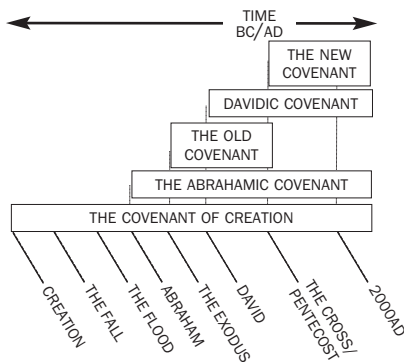 TIME
BC/AD
THE NEW
COVENANT
DAVIDIC COVENANT
THE OLD
COVENANT
THE ABRAHAMIC COVENANT
THE COVENANT OF CREATION
CREATION
THE FALL
THE FLOOD
ABRAHAM
THE EXODUS
DAVID
THE CROSS/
PENTECOST
2000AD